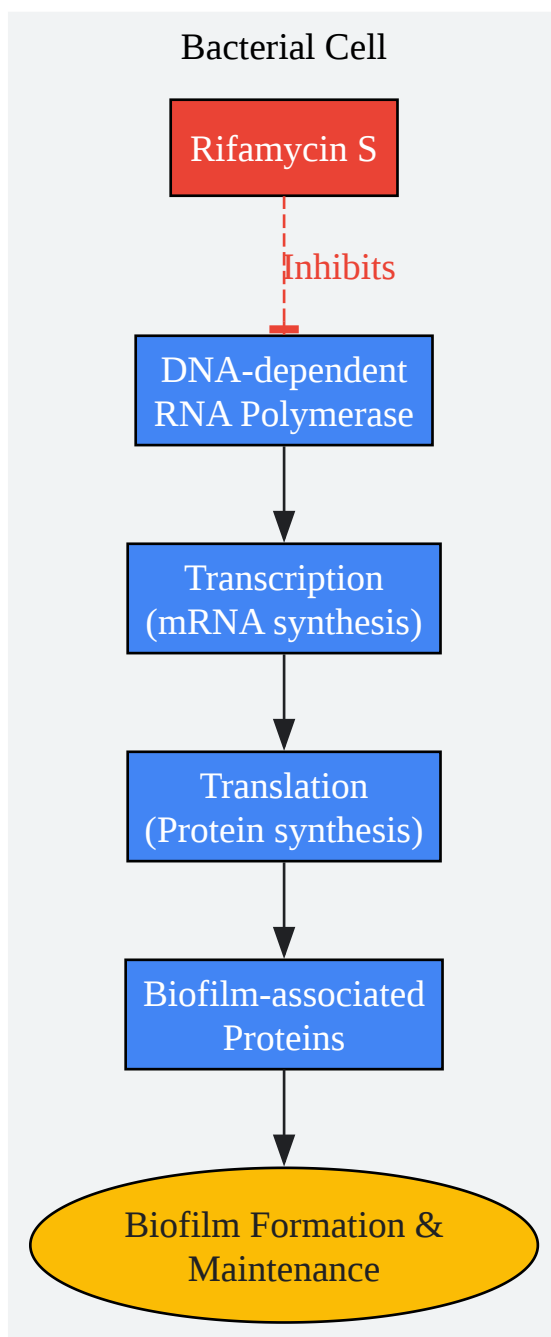 Bacterial Cell
Rifamycin S
Inhibits
DNA-dependent
RNA Polymerase
Transcription
(mRNA synthesis)
Translation
(Protein synthesis)
Biofilm-associated
Proteins
Biofilm Formation &
Maintenance